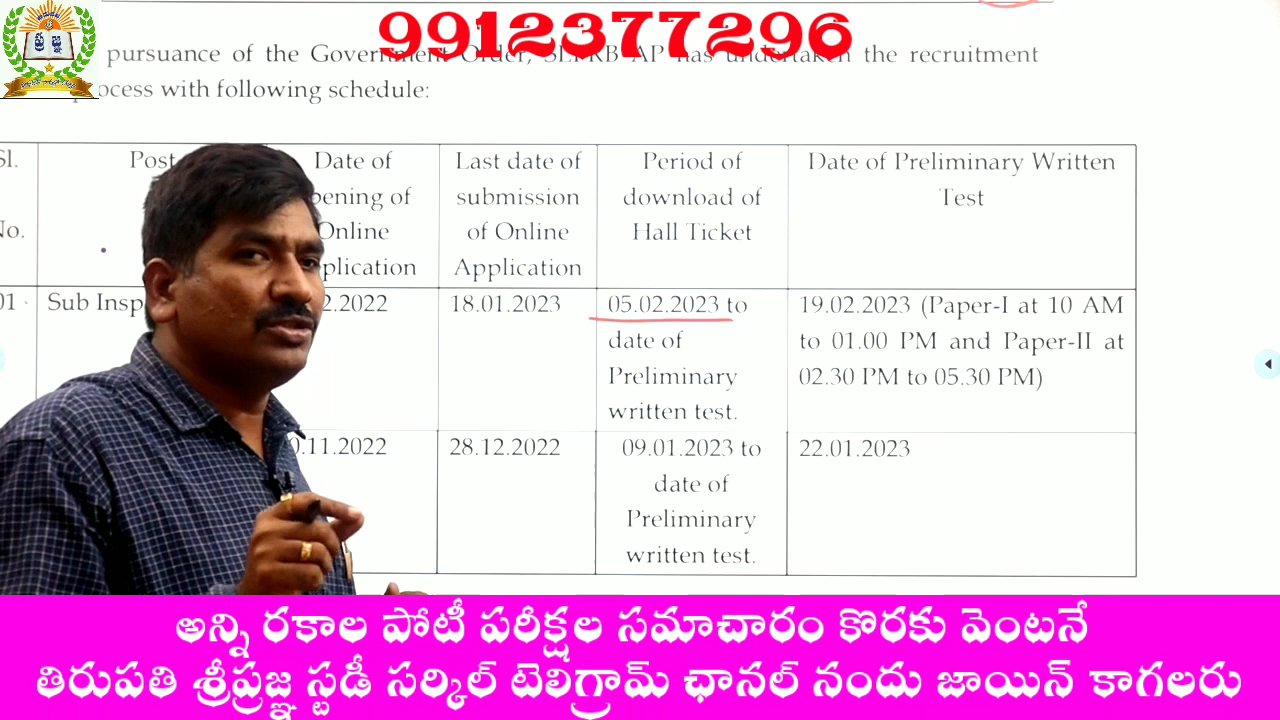 9912377296
pursuance of the Government Order, SLPRB AP has undertaken the recruitment
process with following schedule:
Sl. No.
Post
Date of opening of Online Application
Last date of submission of Online Application
Period of download of Hall Ticket
Date of Preliminary Written Test
01
Sub Insp
2.2022
18.01.2023
05.02.2023 to
date of
Preliminary
written test.
19.02.2023 (Paper-I at 10 AM
to 01.00 PM and Paper-II at
02.30 PM to 05.30 PM)
0.11.2022
28.12.2022
09.01.2023 to
date of
Preliminary
written test.
22.01.2023
అన్ని రకాల పోటీ పరీక్షల సమాచారం కొరకు వెంటనే
తిరుపతి శ్రీప్రజ్ఞ స్టడీ సర్కిల్ టెలిగ్రామ్ ఛానల్ నందు జాయిన్ కాగలరు